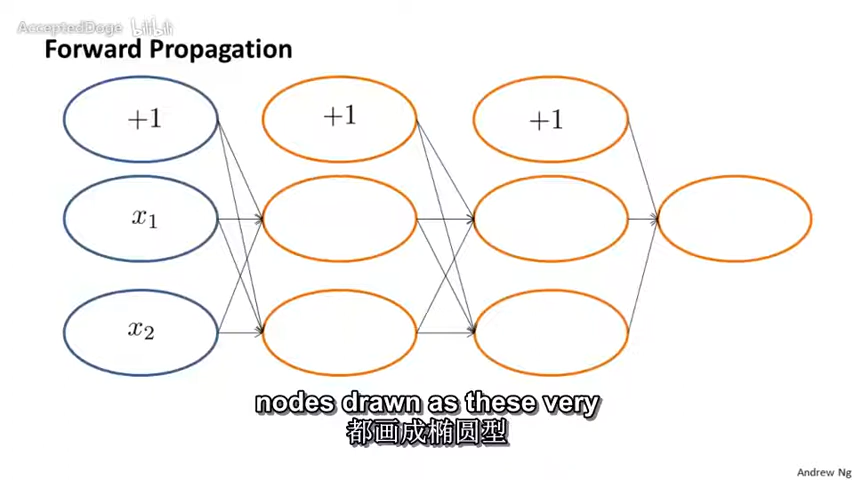 AcceptedDoge bilibili
Forward Propagation
+1 +1 +1
x₁
x₂
nodes drawn as these very
都画成椭圆型
Andrew Ng